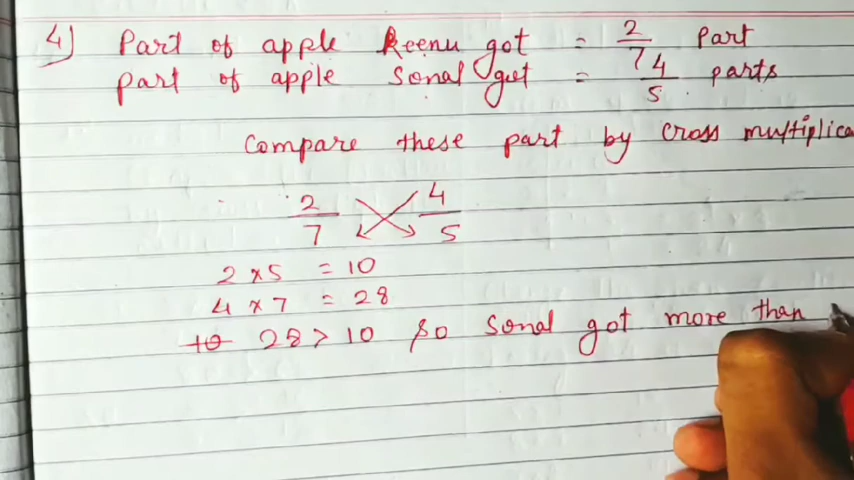 4) Part of apple Reenu got = 2/7 Part
part of apple Sonal got = 4/5 parts
Compare these part by cross multiplica
2/7 4/5
2 × 5 = 10
4 × 7 = 28
10 28 > 10 so sonal got more than